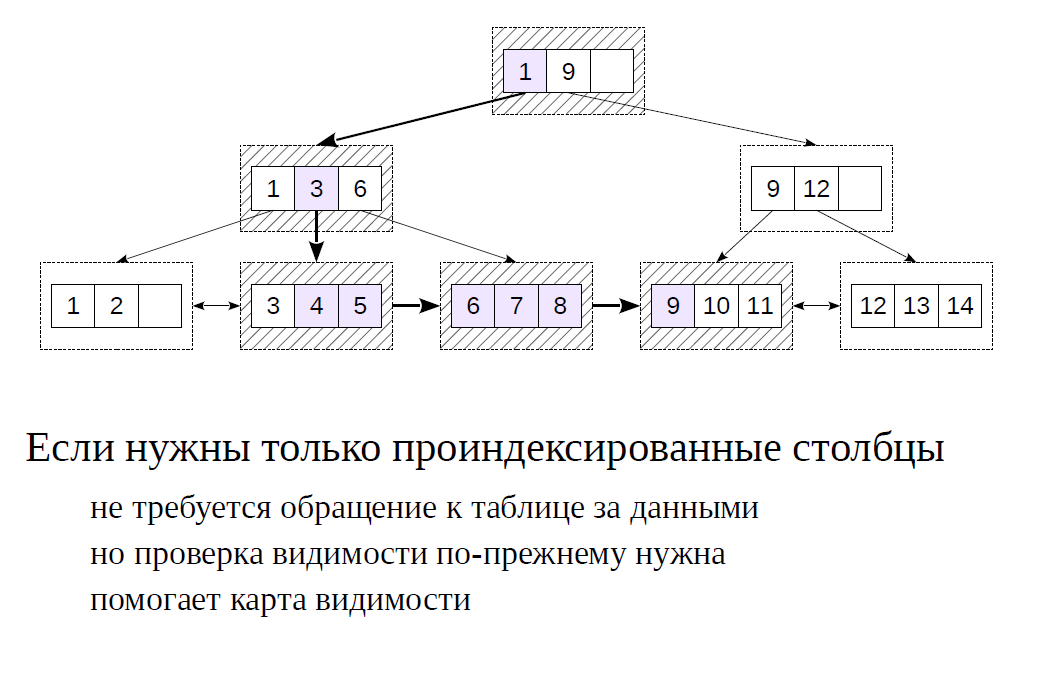 1 9
1 3 6
9 12
1 2
3 4 5
6 7 8
9 10 11
12 13 14
Если нужны только проиндексированные столбцы
не требуется обращение к таблице за данными
но проверка видимости по-прежнему нужна
помогает карта видимости